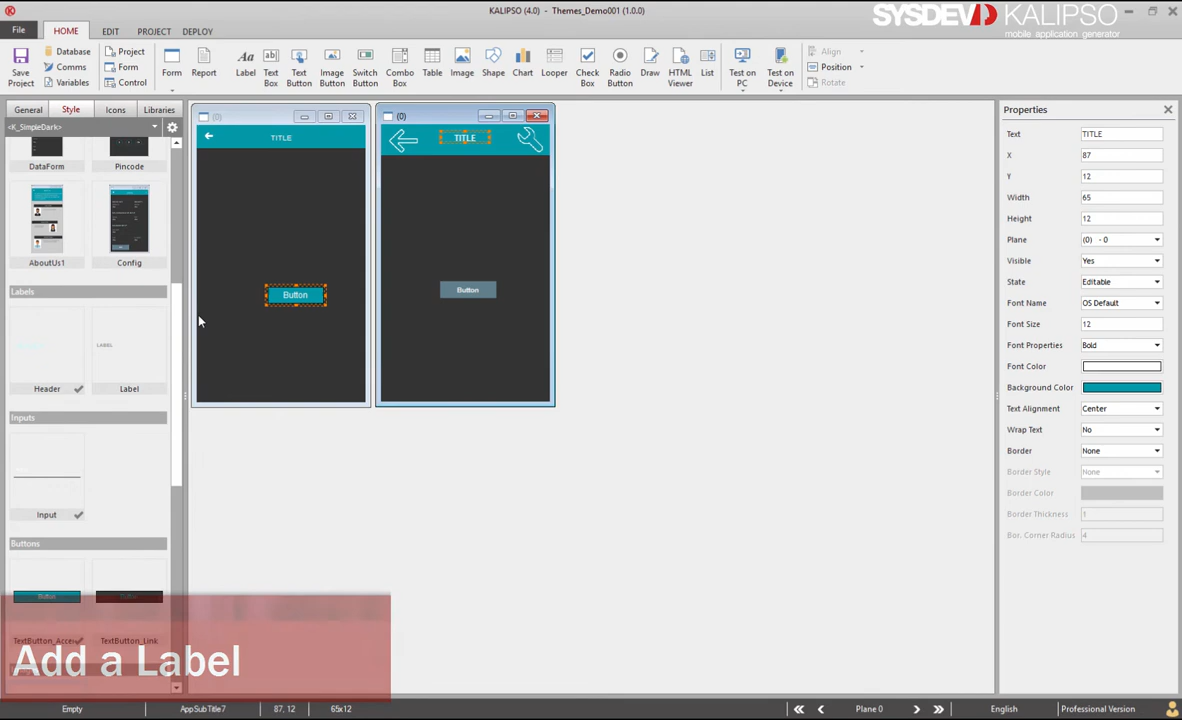 KALIPSO (4.0) - Themes_Demo001 (1.0.0)
SYSDEV KALIPSO
mobile application generator
File HOME EDIT PROJECT DEPLOY
Save Project
Database
Comms
Variables
Project
Form
Control
Form
Report
Label
Text Box
Text Button
Image Button
Switch Button
Combo Box
Table
Image
Shape
Chart
Looper
Check Box
Radio Button
Draw
HTML Viewer
List
Test on PC
Test on Device
Align
Position
Rotate
General Style Icons Libraries
<K_SimpleDark>
DataForm Pincode
AboutUs1 Config
Labels
LABEL
Header Label
Inputs
Input
Buttons
Button
TextButton_Accen TextButton_Link
Add a Label
(0)
TITLE
Button
(0)
TITLE
Button
Properties
Text TITLE
X 87
Y 12
Width 65
Height 12
Plane (0) - 0
Visible Yes
State Editable
Font Name OS Default
Font Size 12
Font Properties Bold
Font Color
Background Color
Text Alignment Center
Wrap Text No
Border None
Border Style None
Border Color
Border Thickness 1
Bor. Corner Radius 4
Empty AppSubTitle7 87, 12 65x12 Plane 0 English Professional Version